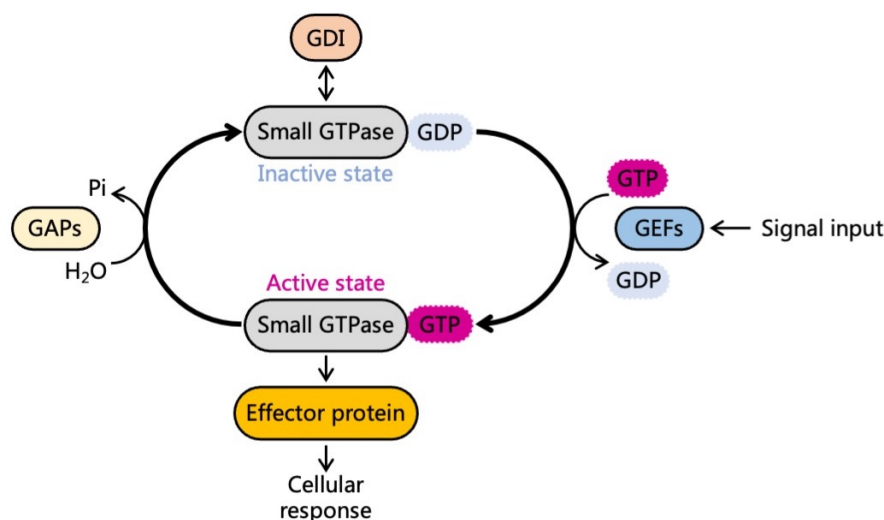 GDI
Small GTPase GDP
Inactive state
Pi
GAPs
H₂O
GTP
GEFs
Signal input
GDP
Active state
Small GTPase GTP
Effector protein
Cellular
response